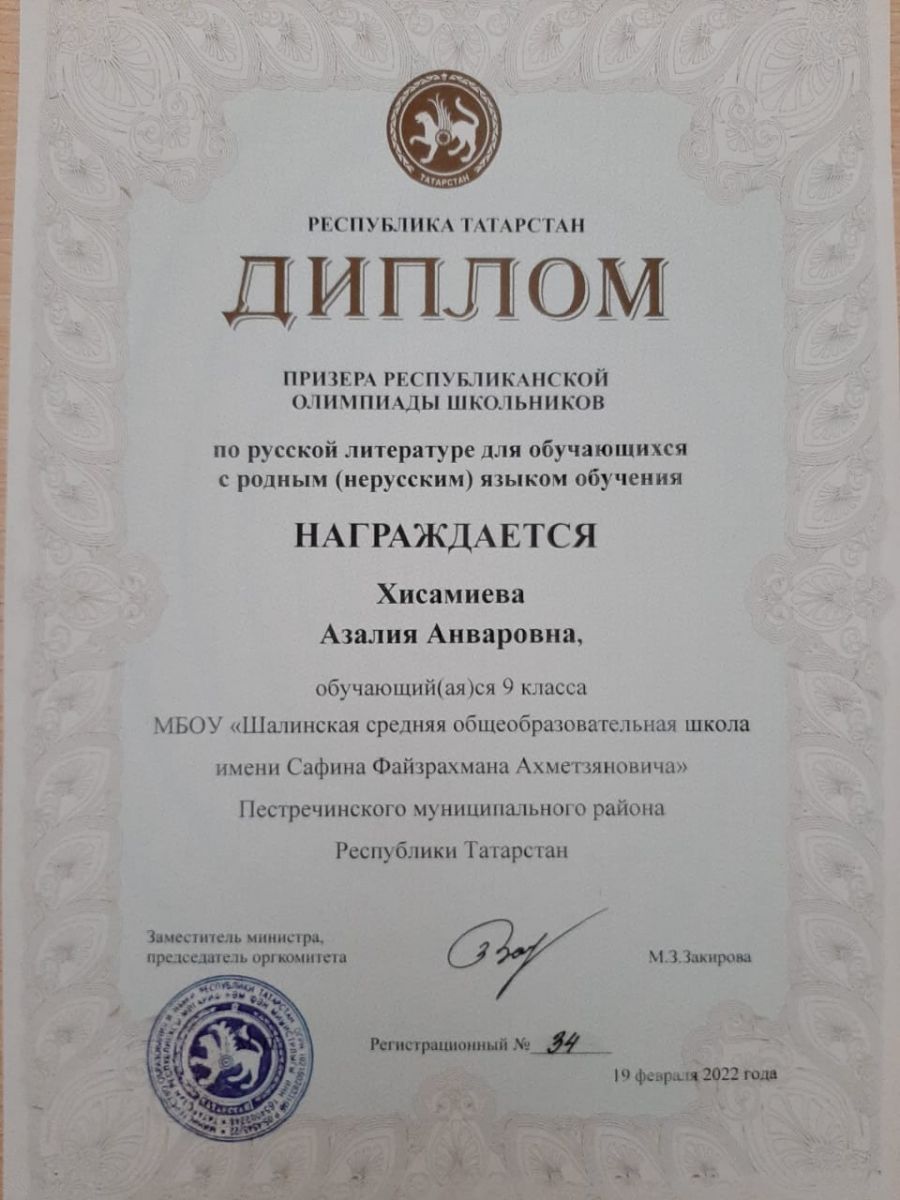 ТАТАРСТАН
РЕСПУБЛИКА ТАТАРСТАН
ДИПЛОМ
ПРИЗЕРА РЕСПУБЛИКАНСКОЙ
ОЛИМПИАДЫ ШКОЛЬНИКОВ
по русской литературе для обучающихся
с родным (нерусским) языком обучения
НАГРАЖДАЕТСЯ
Хисамиева
Азалия Анваровна,
обучающий(ая)ся 9 класса
МБОУ «Шалинская средняя общеобразовательная школа
имени Сафина Файзрахмана Ахметзяновича»
Пестречинского муниципального района
Республики Татарстан
Заместитель министра,
председатель оргкомитета
М.З.Закирова
Регистрационный № 34
19 февраля 2022 года